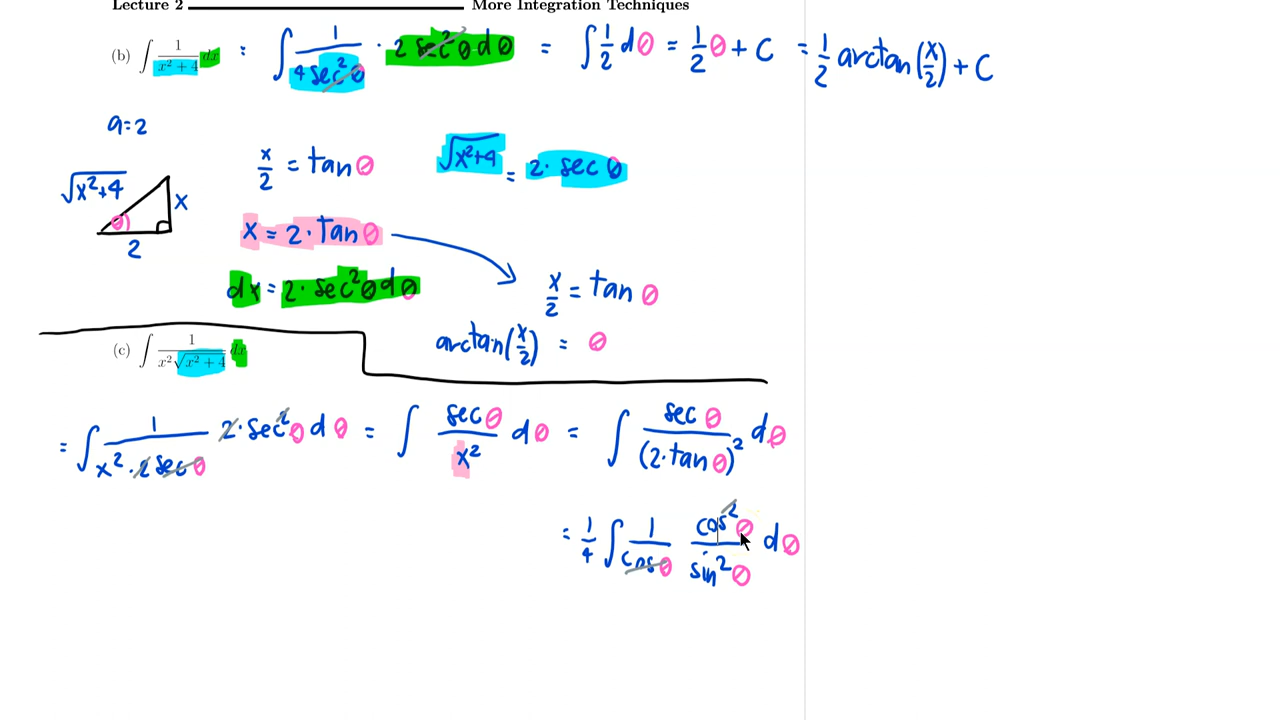 Lecture 2 More Integration Techniques
(b) ∫ 1/(x² + 4) dx = ∫ 1/(4 sec²θ) · 2 sec²θ dθ = ∫ 1/2 dθ = 1/2 θ + C = 1/2 arctan(x/2) + C
a=2
√(x²+4) x θ 2
x/2 = tan θ √(x²+4) = 2 · sec θ
x = 2 · tan θ
dx = 2 · sec²θ dθ x/2 = tan θ
arctan(x/2) = θ
(c) ∫ 1/(x²√(x² + 4)) dx
= ∫ 1/(x² · 2 sec θ) 2 · sec²θ dθ = ∫ sec θ/x² dθ = ∫ sec θ/(2·tan θ)² dθ
= 1/4 ∫ 1/cos θ cos²θ/sin²θ dθ